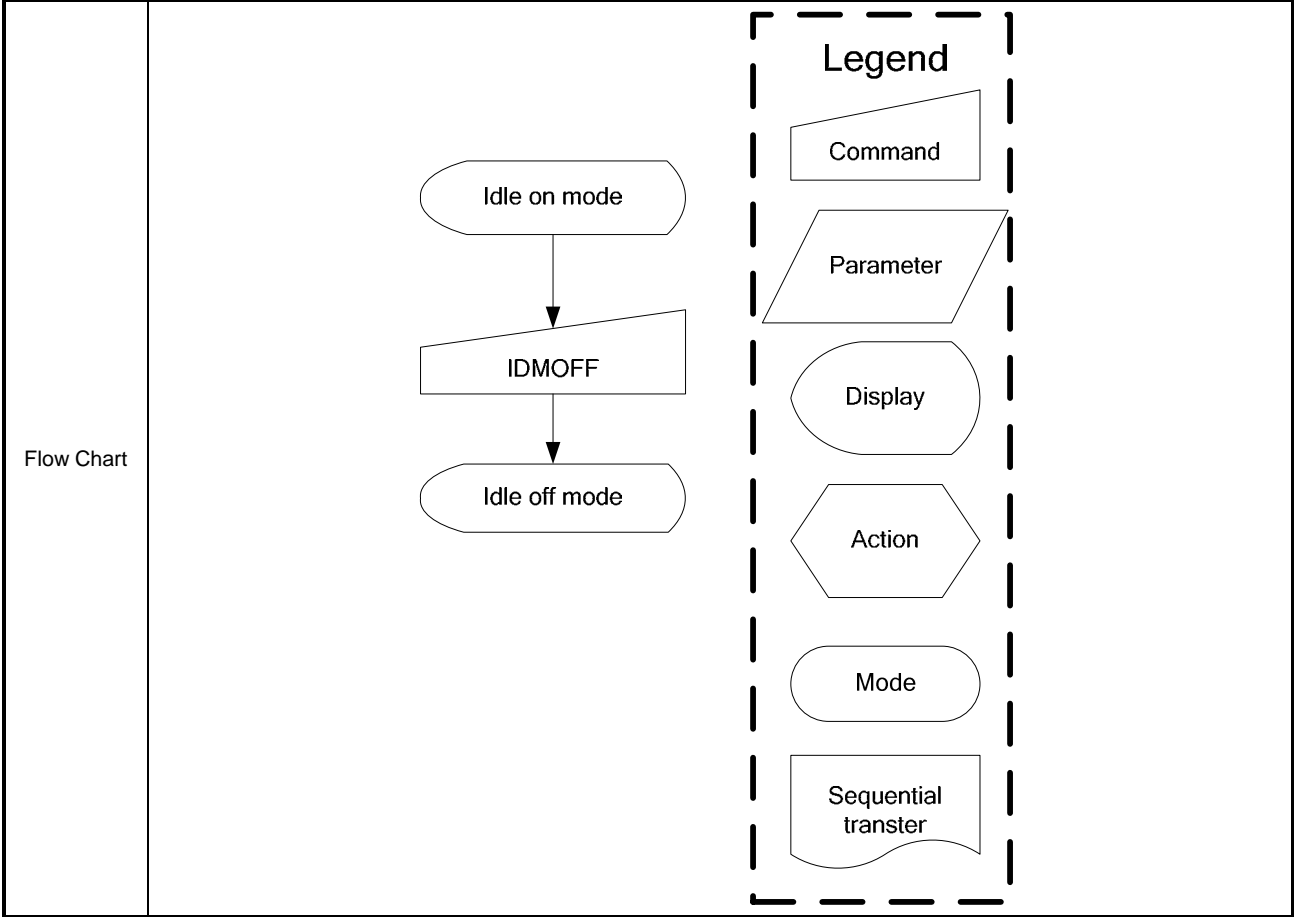 Flow Chart
Idle on mode
IDMOFF
Idle off mode
Legend
Command
Parameter
Display
Action
Mode
Sequential
transter